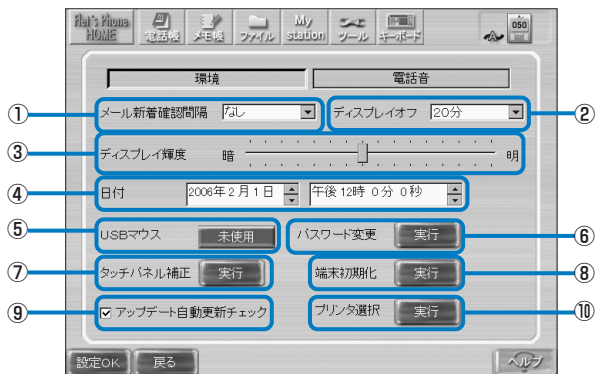 Flet's Phone HOME 電話帳 メモ帳 ファイル My station ツール キーボード 050
環境 電話音
① メール新着確認間隔 なし ディスプレイオフ 20分 ②
③ ディスプレイ輝度 暗 明
④ 日付 2006年 2月 1日 午後 12時 0分 0秒
⑤ USBマウス 未使用 パスワード変更 実行 ⑥
⑦ タッチパネル補正 実行 端末初期化 実行 ⑧
⑨ アップデート自動更新チェック プリンタ選択 実行 ⑩
設定OK 戻る ヘルプ